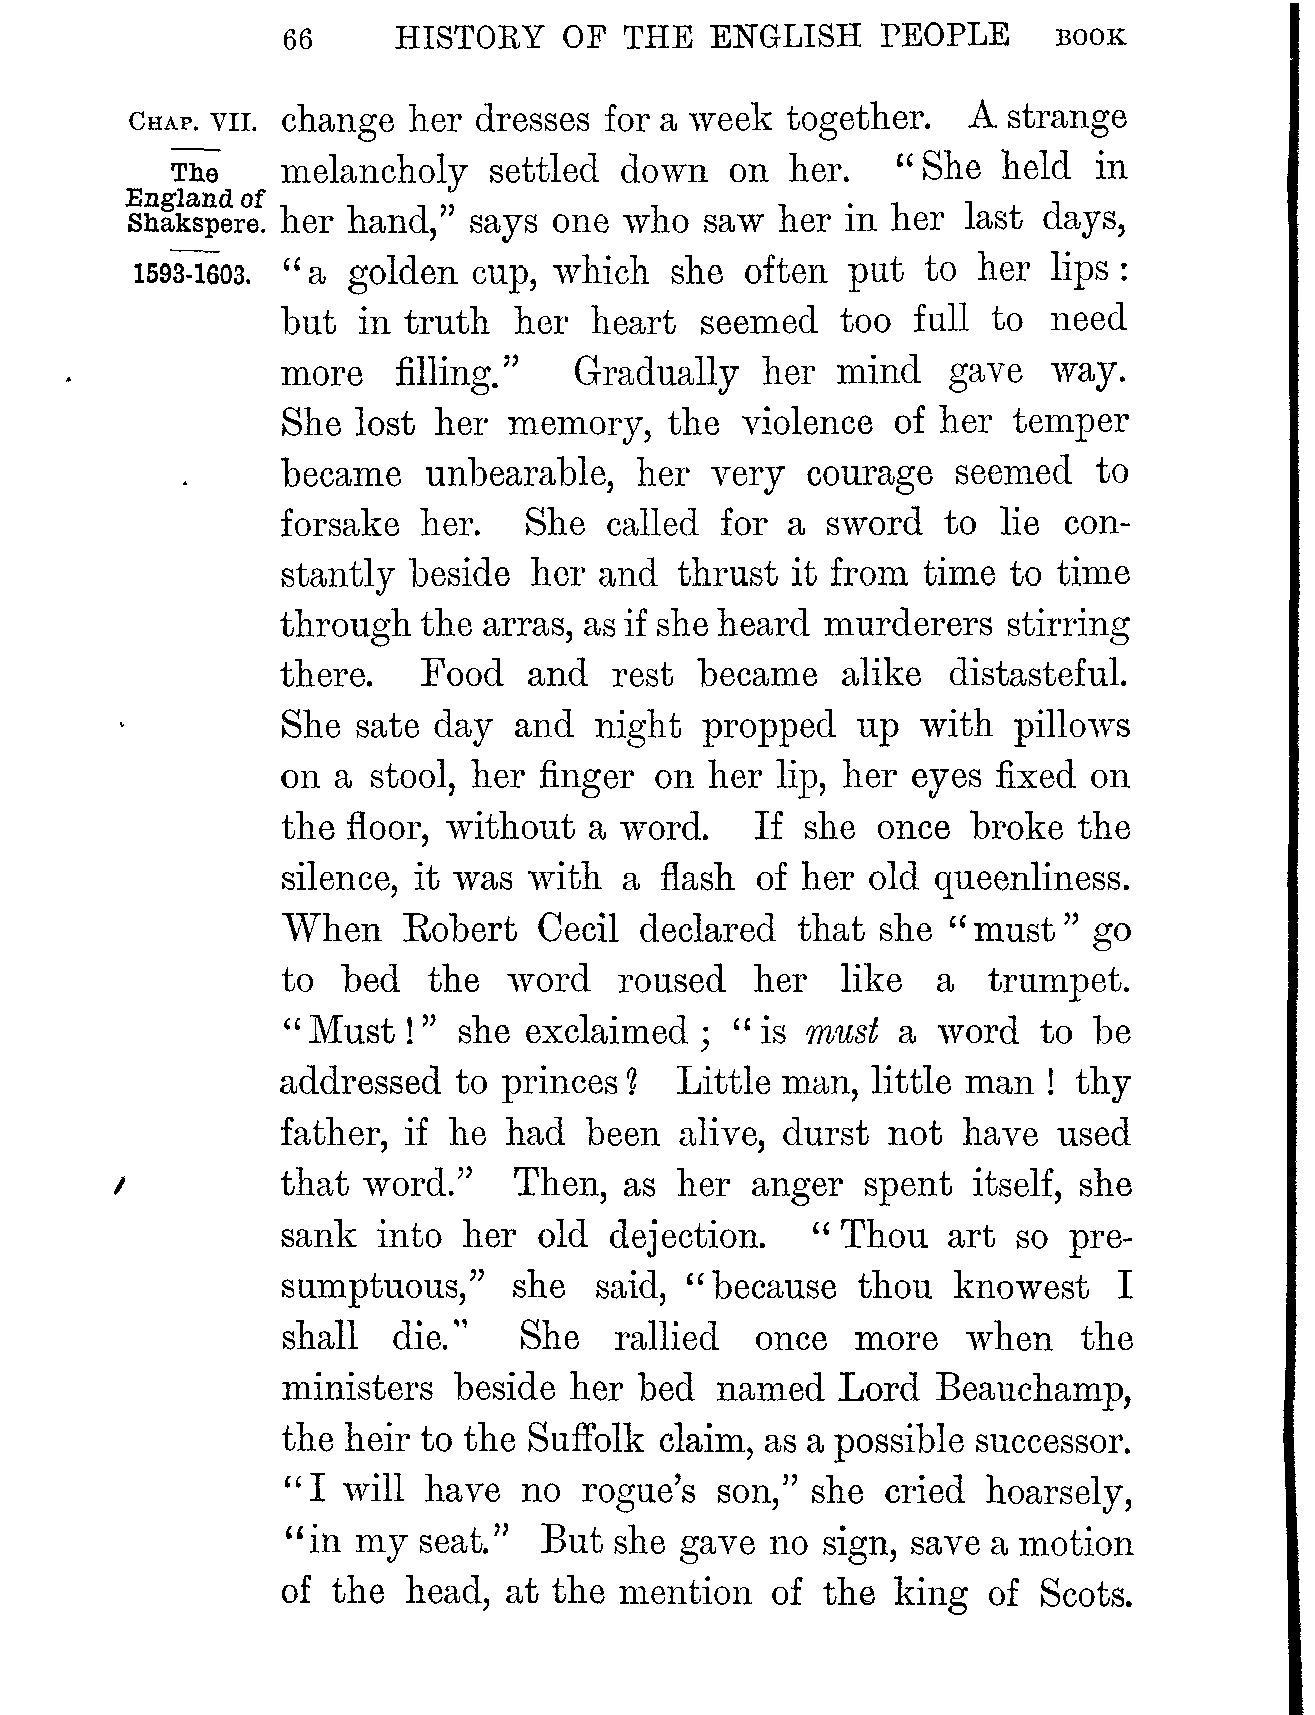 66 HISTORY OF THE ENGLISH PEOPLE BOOK
CHAP. VII.
The
England of
Shakspere.
1593-1603.
change her dresses for a week together. A strange
melancholy settled down on her. “She held in
her hand,” says one who saw her in her last days,
“a golden cup, which she often put to her lips :
but in truth her heart seemed too full to need
more filling.” Gradually her mind gave way.
She lost her memory, the violence of her temper
became unbearable, her very courage seemed to
forsake her. She called for a sword to lie con-
stantly beside her and thrust it from time to time
through the arras, as if she heard murderers stirring
there. Food and rest became alike distasteful.
She sate day and night propped up with pillows
on a stool, her finger on her lip, her eyes fixed on
the floor, without a word. If she once broke the
silence, it was with a flash of her old queenliness.
When Robert Cecil declared that she “must” go
to bed the word roused her like a trumpet.
“Must !” she exclaimed ; “is must a word to be
addressed to princes ? Little man, little man ! thy
father, if he had been alive, durst not have used
that word.” Then, as her anger spent itself, she
sank into her old dejection. “Thou art so pre-
sumptuous,” she said, “because thou knowest I
shall die.” She rallied once more when the
ministers beside her bed named Lord Beauchamp,
the heir to the Suffolk claim, as a possible successor.
“I will have no rogue’s son,” she cried hoarsely,
“in my seat.” But she gave no sign, save a motion
of the head, at the mention of the king of Scots.